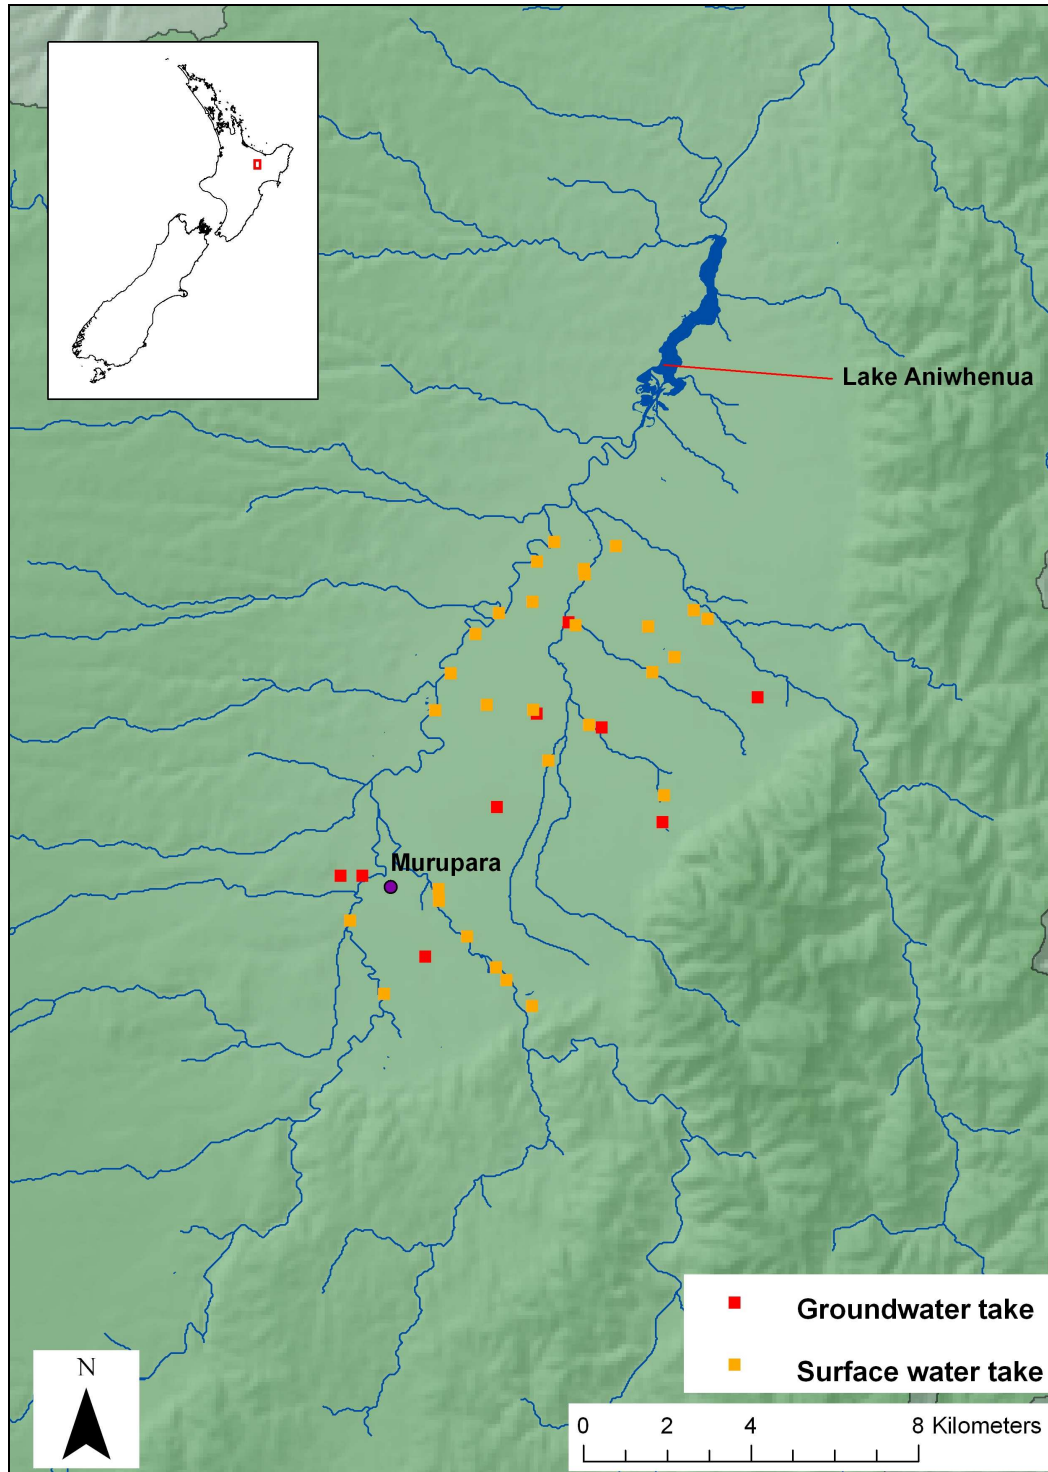 Lake Aniwhenua
Murupara
Groundwater take
Surface water take
N
0 2 4 8 Kilometers